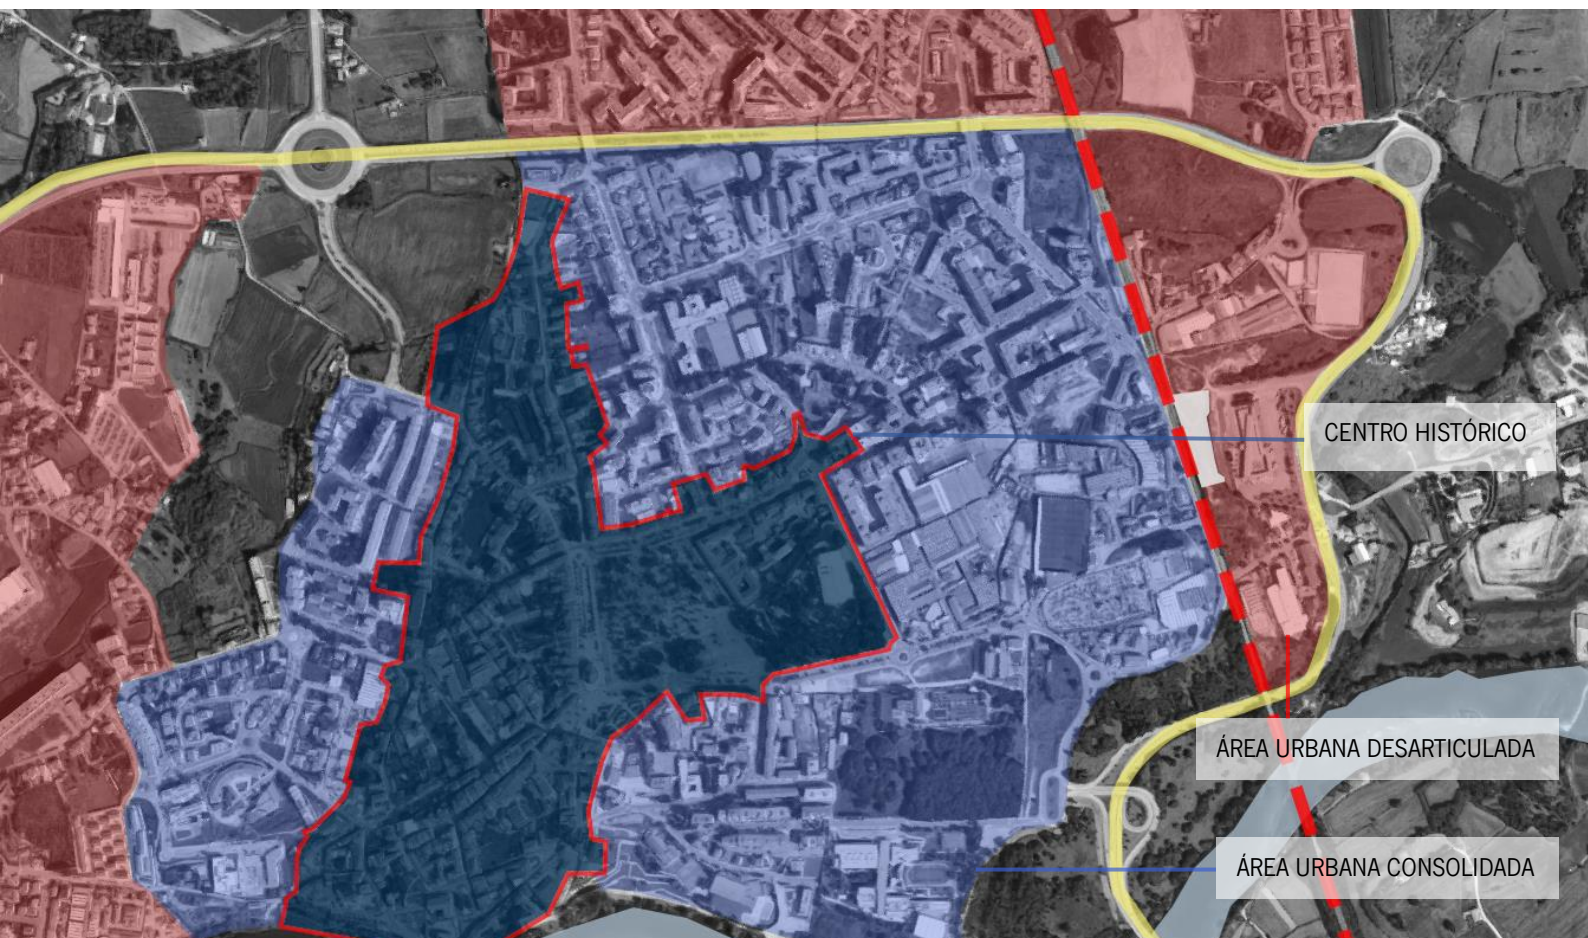 CENTRO HISTÓRICO
ÁREA URBANA DESARTICULADA
ÁREA URBANA CONSOLIDADA